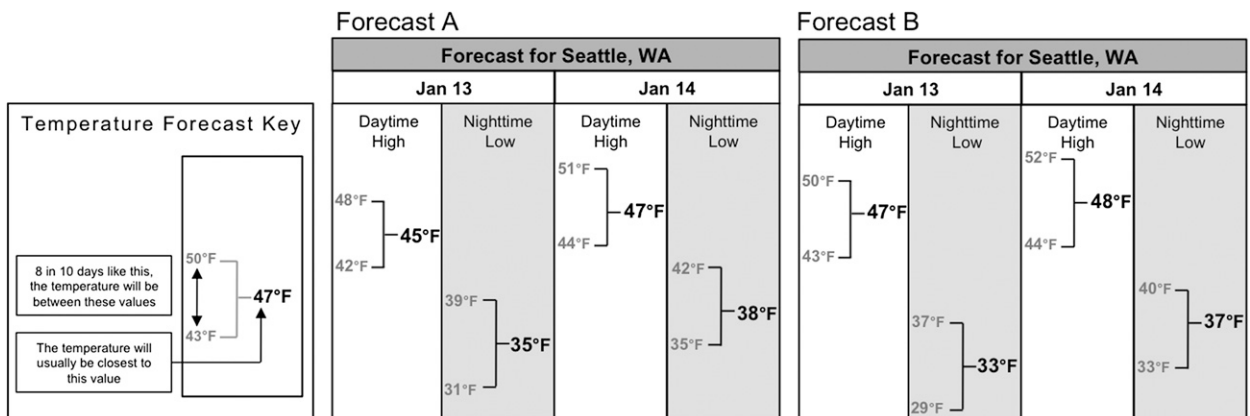 Temperature Forecast Key
50°F
8 in 10 days like this,
the temperature will be
between these values
47°F
43°F
The temperature will
usually be closest to
this value
Forecast A
Forecast for Seattle, WA
Jan 13
Jan 14
Daytime
High
Nighttime
Low
Daytime
High
Nighttime
Low
48°F
45°F
42°F
39°F
35°F
31°F
51°F
47°F
44°F
42°F
38°F
35°F
Forecast B
Forecast for Seattle, WA
Jan 13
Jan 14
Daytime
High
Nighttime
Low
Daytime
High
Nighttime
Low
50°F
47°F
43°F
37°F
33°F
29°F
52°F
48°F
44°F
40°F
37°F
33°F